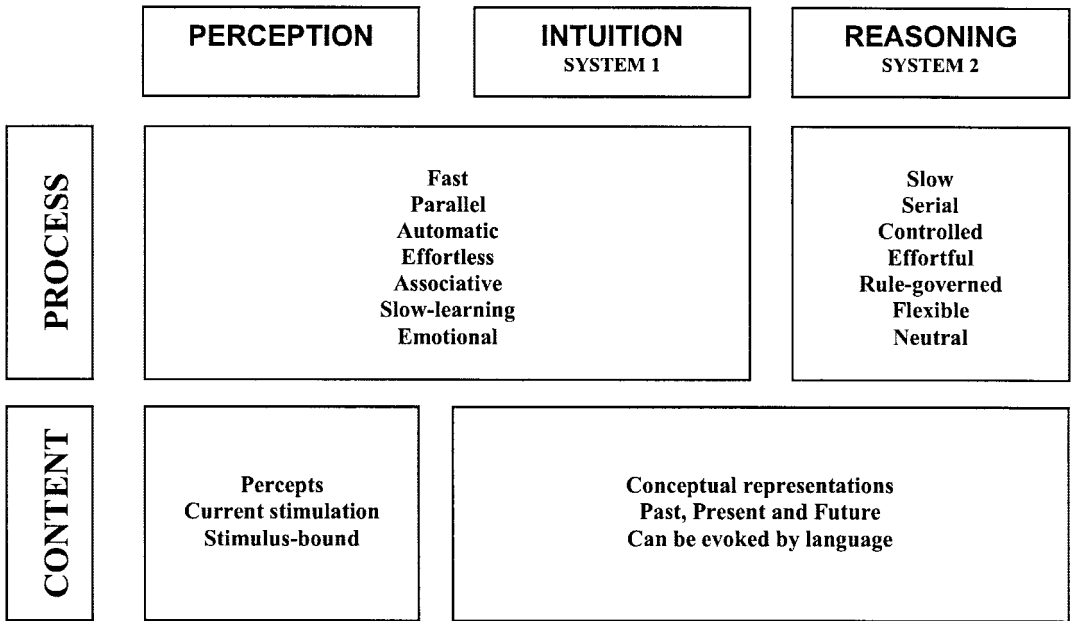 PERCEPTION
INTUITION
SYSTEM 1
REASONING
SYSTEM 2
PROCESS
Fast
Parallel
Automatic
Effortless
Associative
Slow-learning
Emotional
Slow
Serial
Controlled
Effortful
Rule-governed
Flexible
Neutral
CONTENT
Percepts
Current stimulation
Stimulus-bound
Conceptual representations
Past, Present and Future
Can be evoked by language